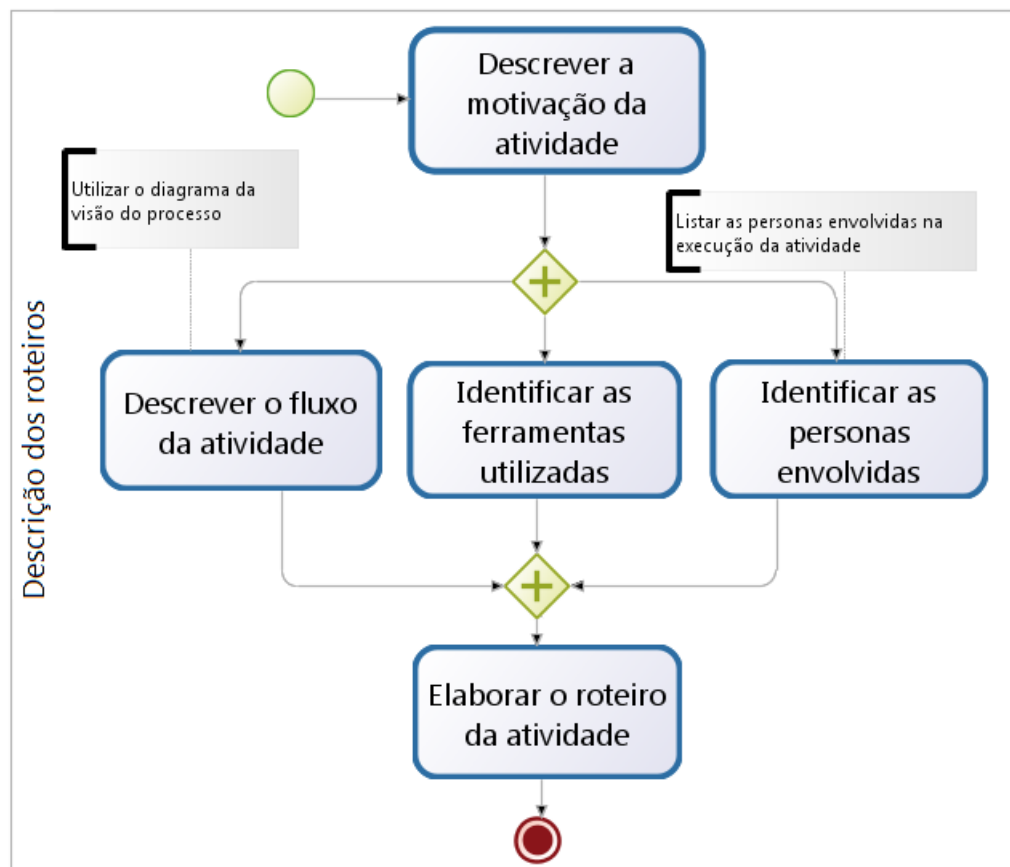 Descrição dos roteiros
Descrever a
motivação da
atividade
Utilizar o diagrama da
visão do processo
Listar as personas envolvidas na
execução da atividade
Descrever o fluxo
da atividade
Identificar as
ferramentas
utilizadas
Identificar as
personas
envolvidas
Elaborar o roteiro
da atividade